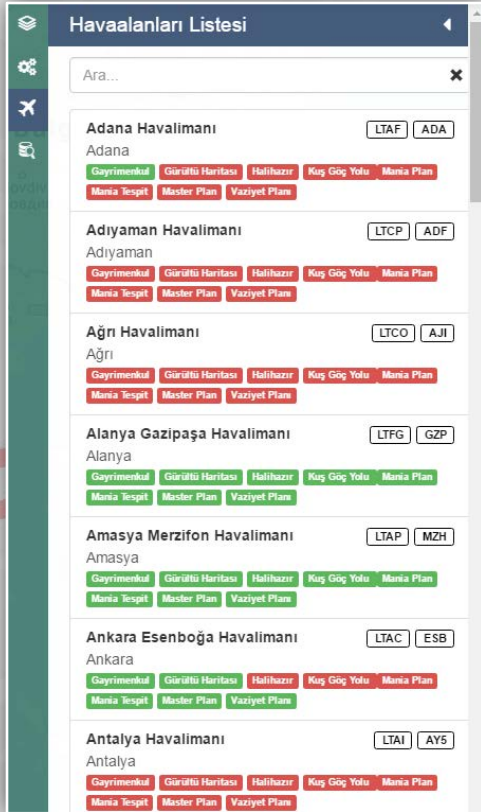 Havaalanları Listesi
Ara...
Adana Havalimanı LTAF ADA
Adana
Gayrimenkul Gürültü Haritası Halihazır Kuş Göç Yolu Mania Plan
Mania Tespit Master Plan Vaziyet Planı
Adıyaman Havalimanı LTCP ADF
Adıyaman
Gayrimenkul Gürültü Haritası Halihazır Kuş Göç Yolu Mania Plan
Mania Tespit Master Plan Vaziyet Planı
Ağrı Havalimanı LTCO AJI
Ağrı
Gayrimenkul Gürültü Haritası Halihazır Kuş Göç Yolu Mania Plan
Mania Tespit Master Plan Vaziyet Planı
Alanya Gazipaşa Havalimanı LTFG GZP
Alanya
Gayrimenkul Gürültü Haritası Halihazır Kuş Göç Yolu Mania Plan
Mania Tespit Master Plan Vaziyet Planı
Amasya Merzifon Havalimanı LTAP MZH
Amasya
Gayrimenkul Gürültü Haritası Halihazır Kuş Göç Yolu Mania Plan
Mania Tespit Master Plan Vaziyet Planı
Ankara Esenboğa Havalimanı LTAC ESB
Ankara
Gayrimenkul Gürültü Haritası Halihazır Kuş Göç Yolu Mania Plan
Mania Tespit Master Plan Vaziyet Planı
Antalya Havalimanı LTAI AY5
Antalya
Gayrimenkul Gürültü Haritası Halihazır Kuş Göç Yolu Mania Plan
Mania Tespit Master Plan Vaziyet Planı